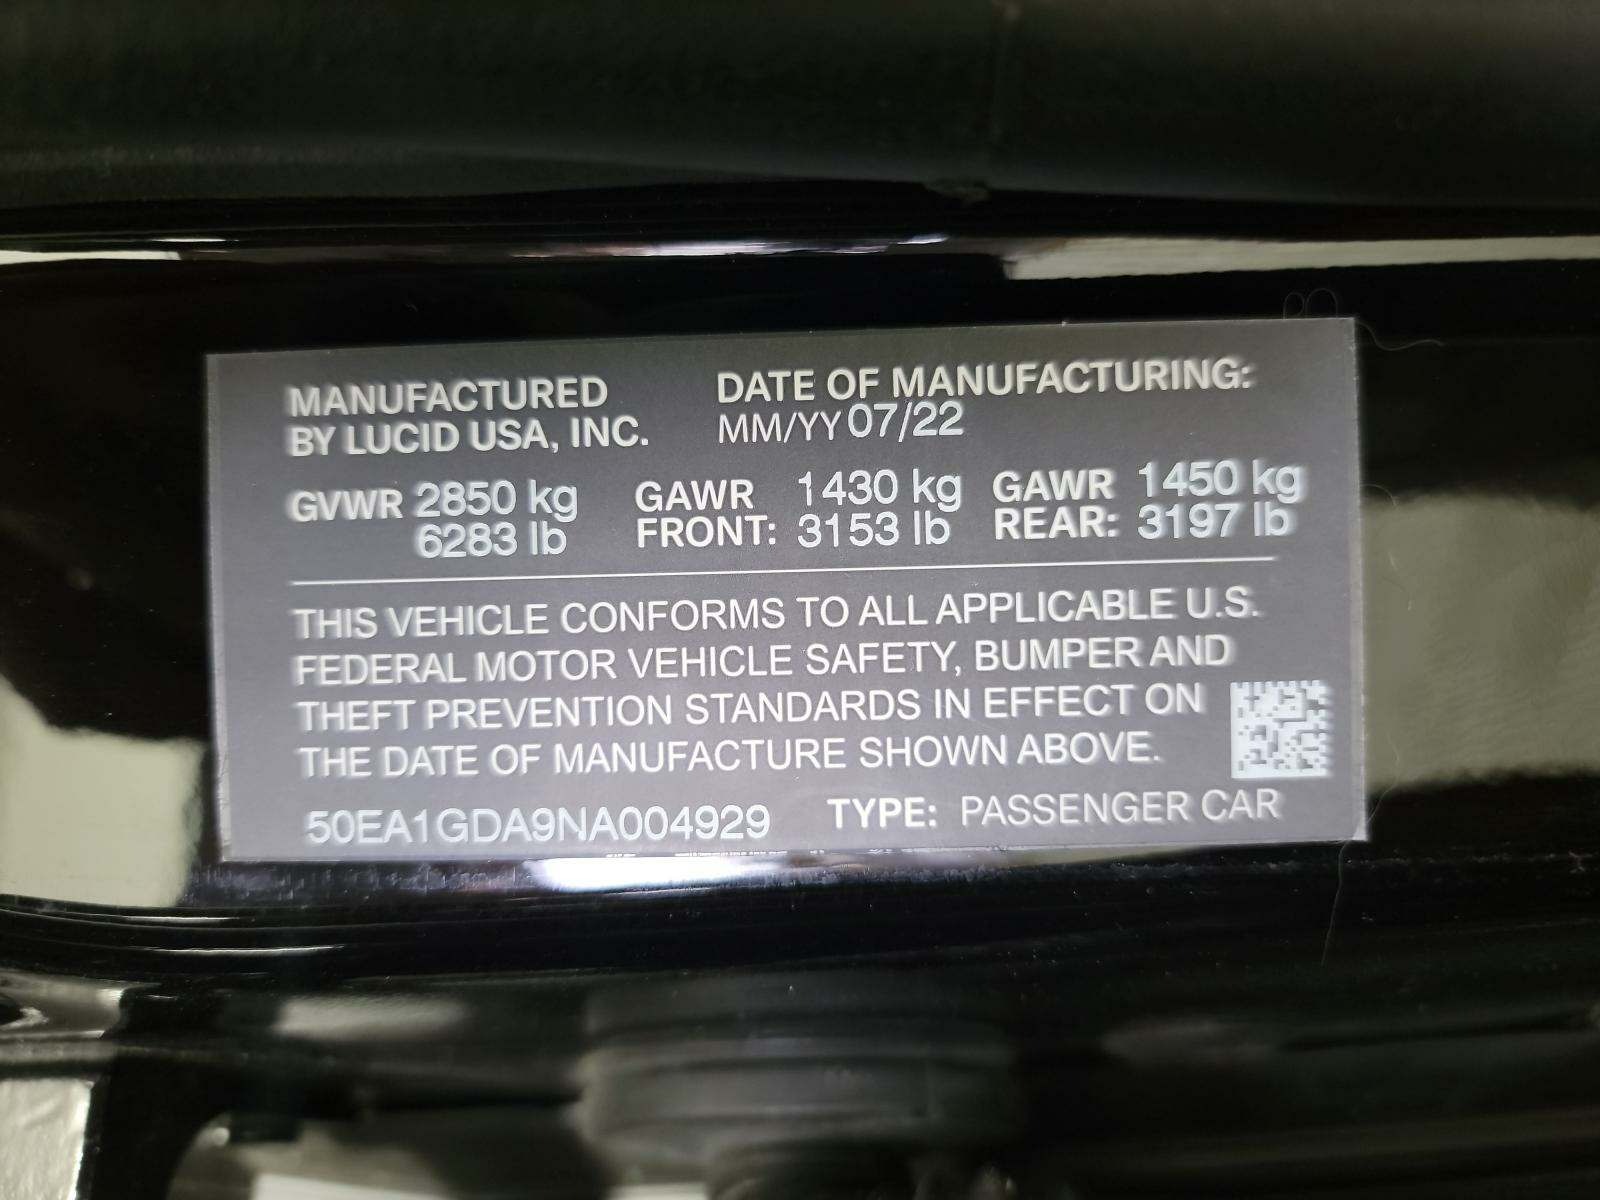 MANUFACTURED
BY LUCID USA, INC.
DATE OF MANUFACTURING:
MM/YY 07/22
GVWR 2850 kg
6283 lb
GAWR 1430 kg
FRONT: 3153 lb
GAWR 1450 kg
REAR: 3197 lb
THIS VEHICLE CONFORMS TO ALL APPLICABLE U.S.
FEDERAL MOTOR VEHICLE SAFETY, BUMPER AND
THEFT PREVENTION STANDARDS IN EFFECT ON
THE DATE OF MANUFACTURE SHOWN ABOVE.
50EA1GDA9NA004929 TYPE: PASSENGER CAR